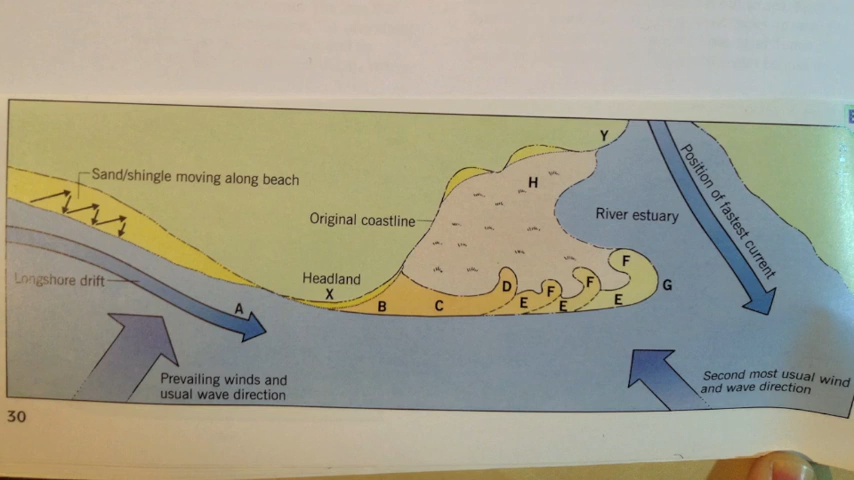 Y
Sand/shingle moving along beach
Position of fastest current
H
Original coastline
River estuary
Headland
X
F
Longshore drift
D
F
F
G
E
E
E
A
B
C
Prevailing winds and
usual wave direction
Second most usual wind
and wave direction
30